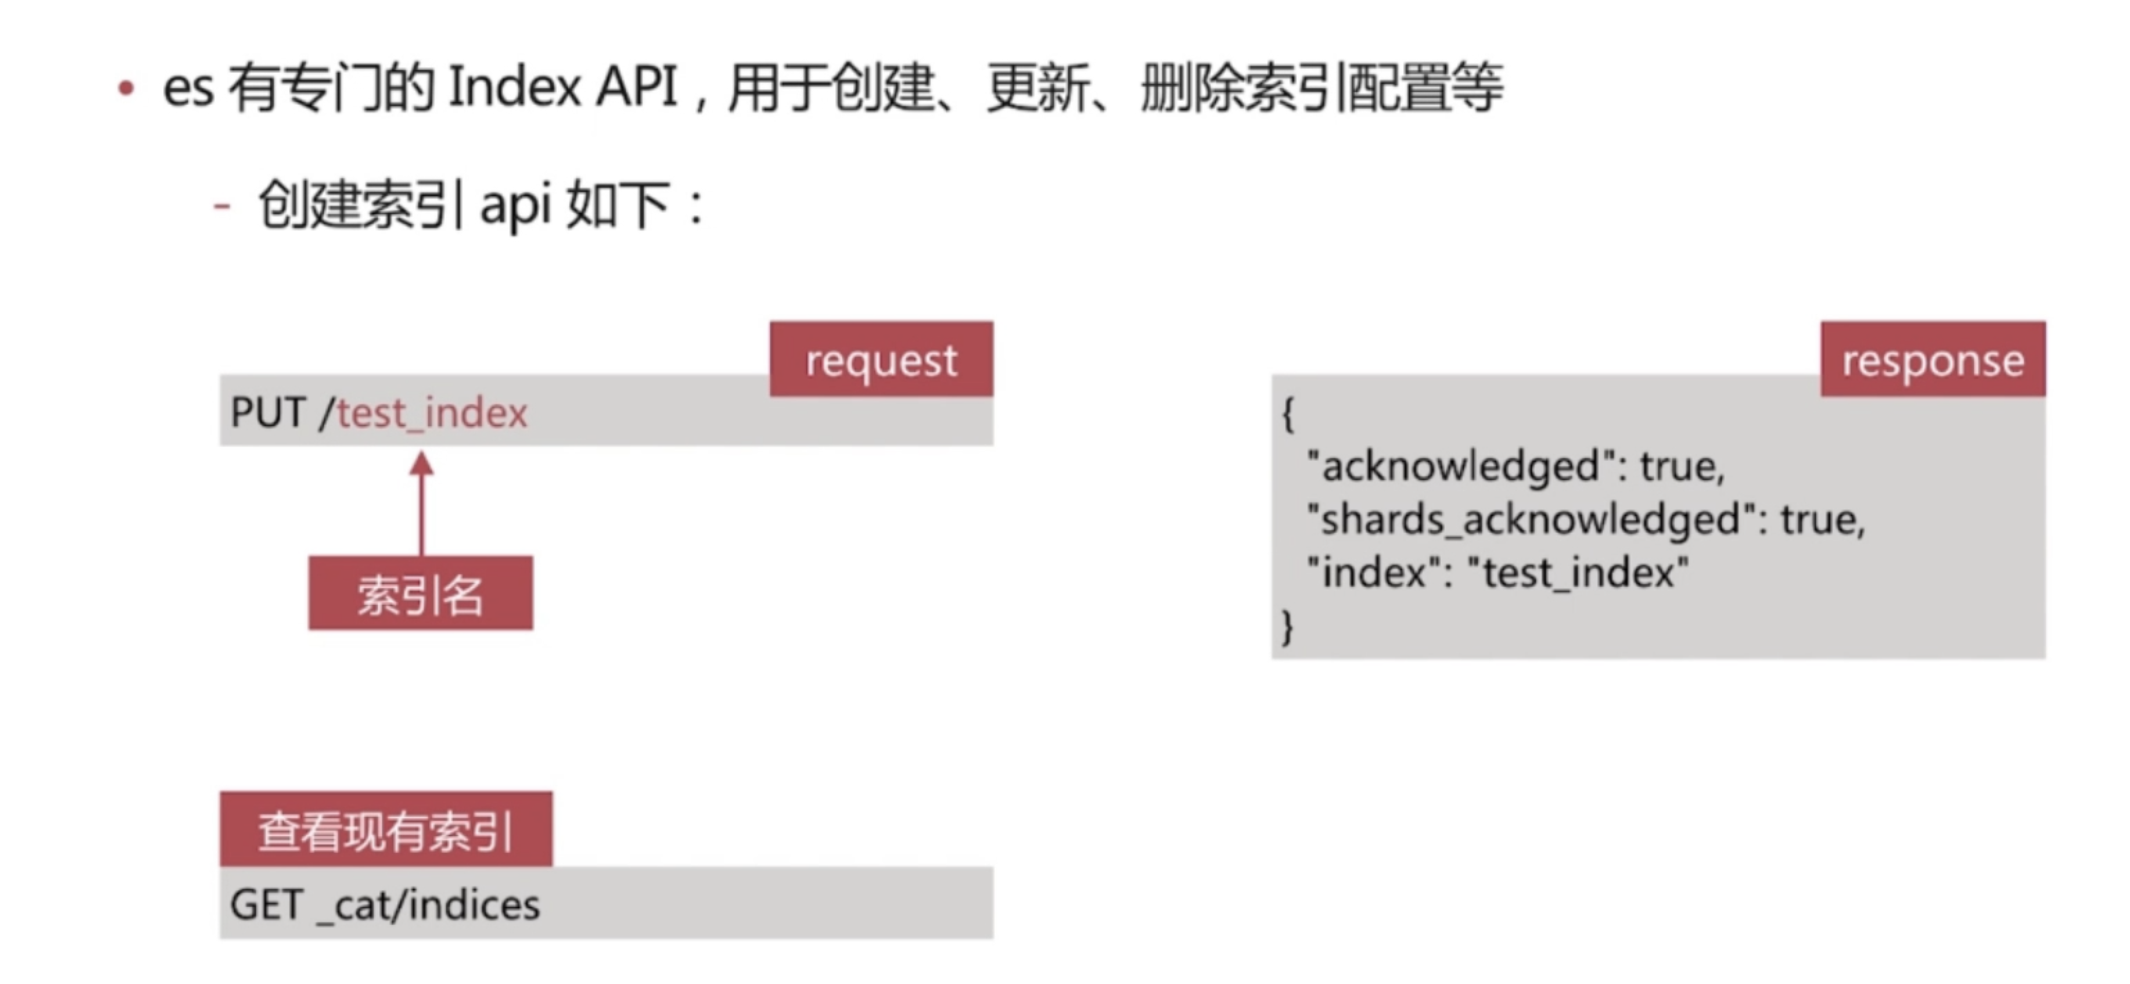 • es 有专门的 Index API，用于创建、更新、删除索引配置等
- 创建索引 api 如下：
request
PUT /test_index
索引名
response
{
"acknowledged": true,
"shards_acknowledged": true,
"index": "test_index"
}
查看现有索引
GET _cat/indices